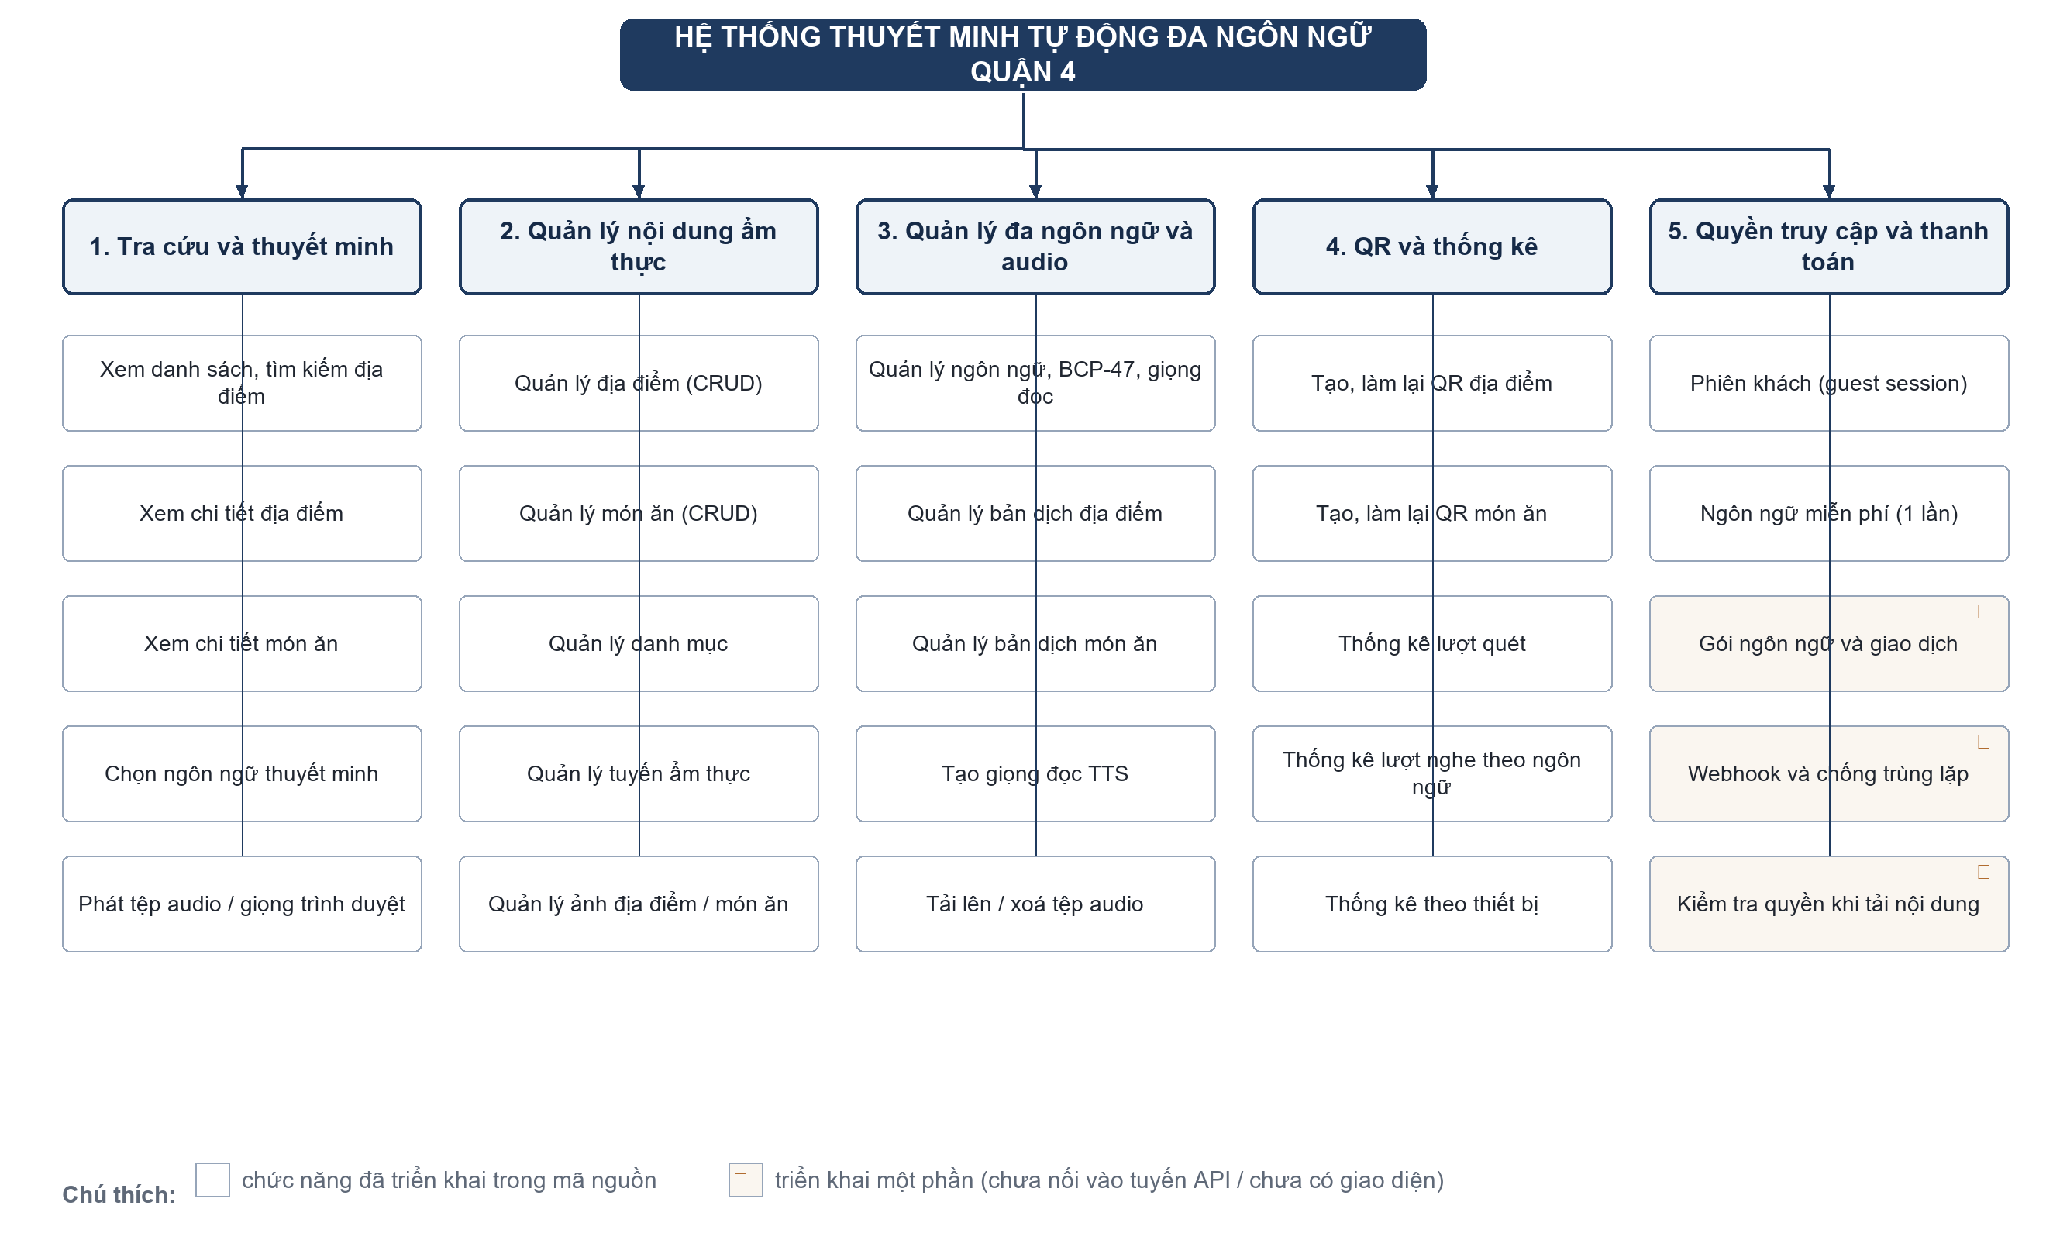 HỆ THỐNG THUYẾT MINH TỰ ĐỘNG ĐA NGÔN NGỮ
QUẬN 4
1. Tra cứu và thuyết minh
Xem danh sách, tìm kiếm địa
điểm
Xem chi tiết địa điểm
Xem chi tiết món ăn
Chọn ngôn ngữ thuyết minh
Phát tệp audio / giọng trình duyệt
2. Quản lý nội dung ẩm
thực
Quản lý địa điểm (CRUD)
Quản lý món ăn (CRUD)
Quản lý danh mục
Quản lý tuyến ẩm thực
Quản lý ảnh địa điểm / món ăn
3. Quản lý đa ngôn ngữ và
audio
Quản lý ngôn ngữ, BCP-47, giọng
đọc
Quản lý bản dịch địa điểm
Quản lý bản dịch món ăn
Tạo giọng đọc TTS
Tải lên / xoá tệp audio
4. QR và thống kê
Tạo, làm lại QR địa điểm
Tạo, làm lại QR món ăn
Thống kê lượt quét
Thống kê lượt nghe theo ngôn
ngữ
Thống kê theo thiết bị
5. Quyền truy cập và thanh
toán
Phiên khách (guest session)
Ngôn ngữ miễn phí (1 lần)
Gói ngôn ngữ và giao dịch
Webhook và chống trùng lặp
Kiểm tra quyền khi tải nội dung
Chú thích:
chức năng đã triển khai trong mã nguồn
triển khai một phần (chưa nối vào tuyến API / chưa có giao diện)